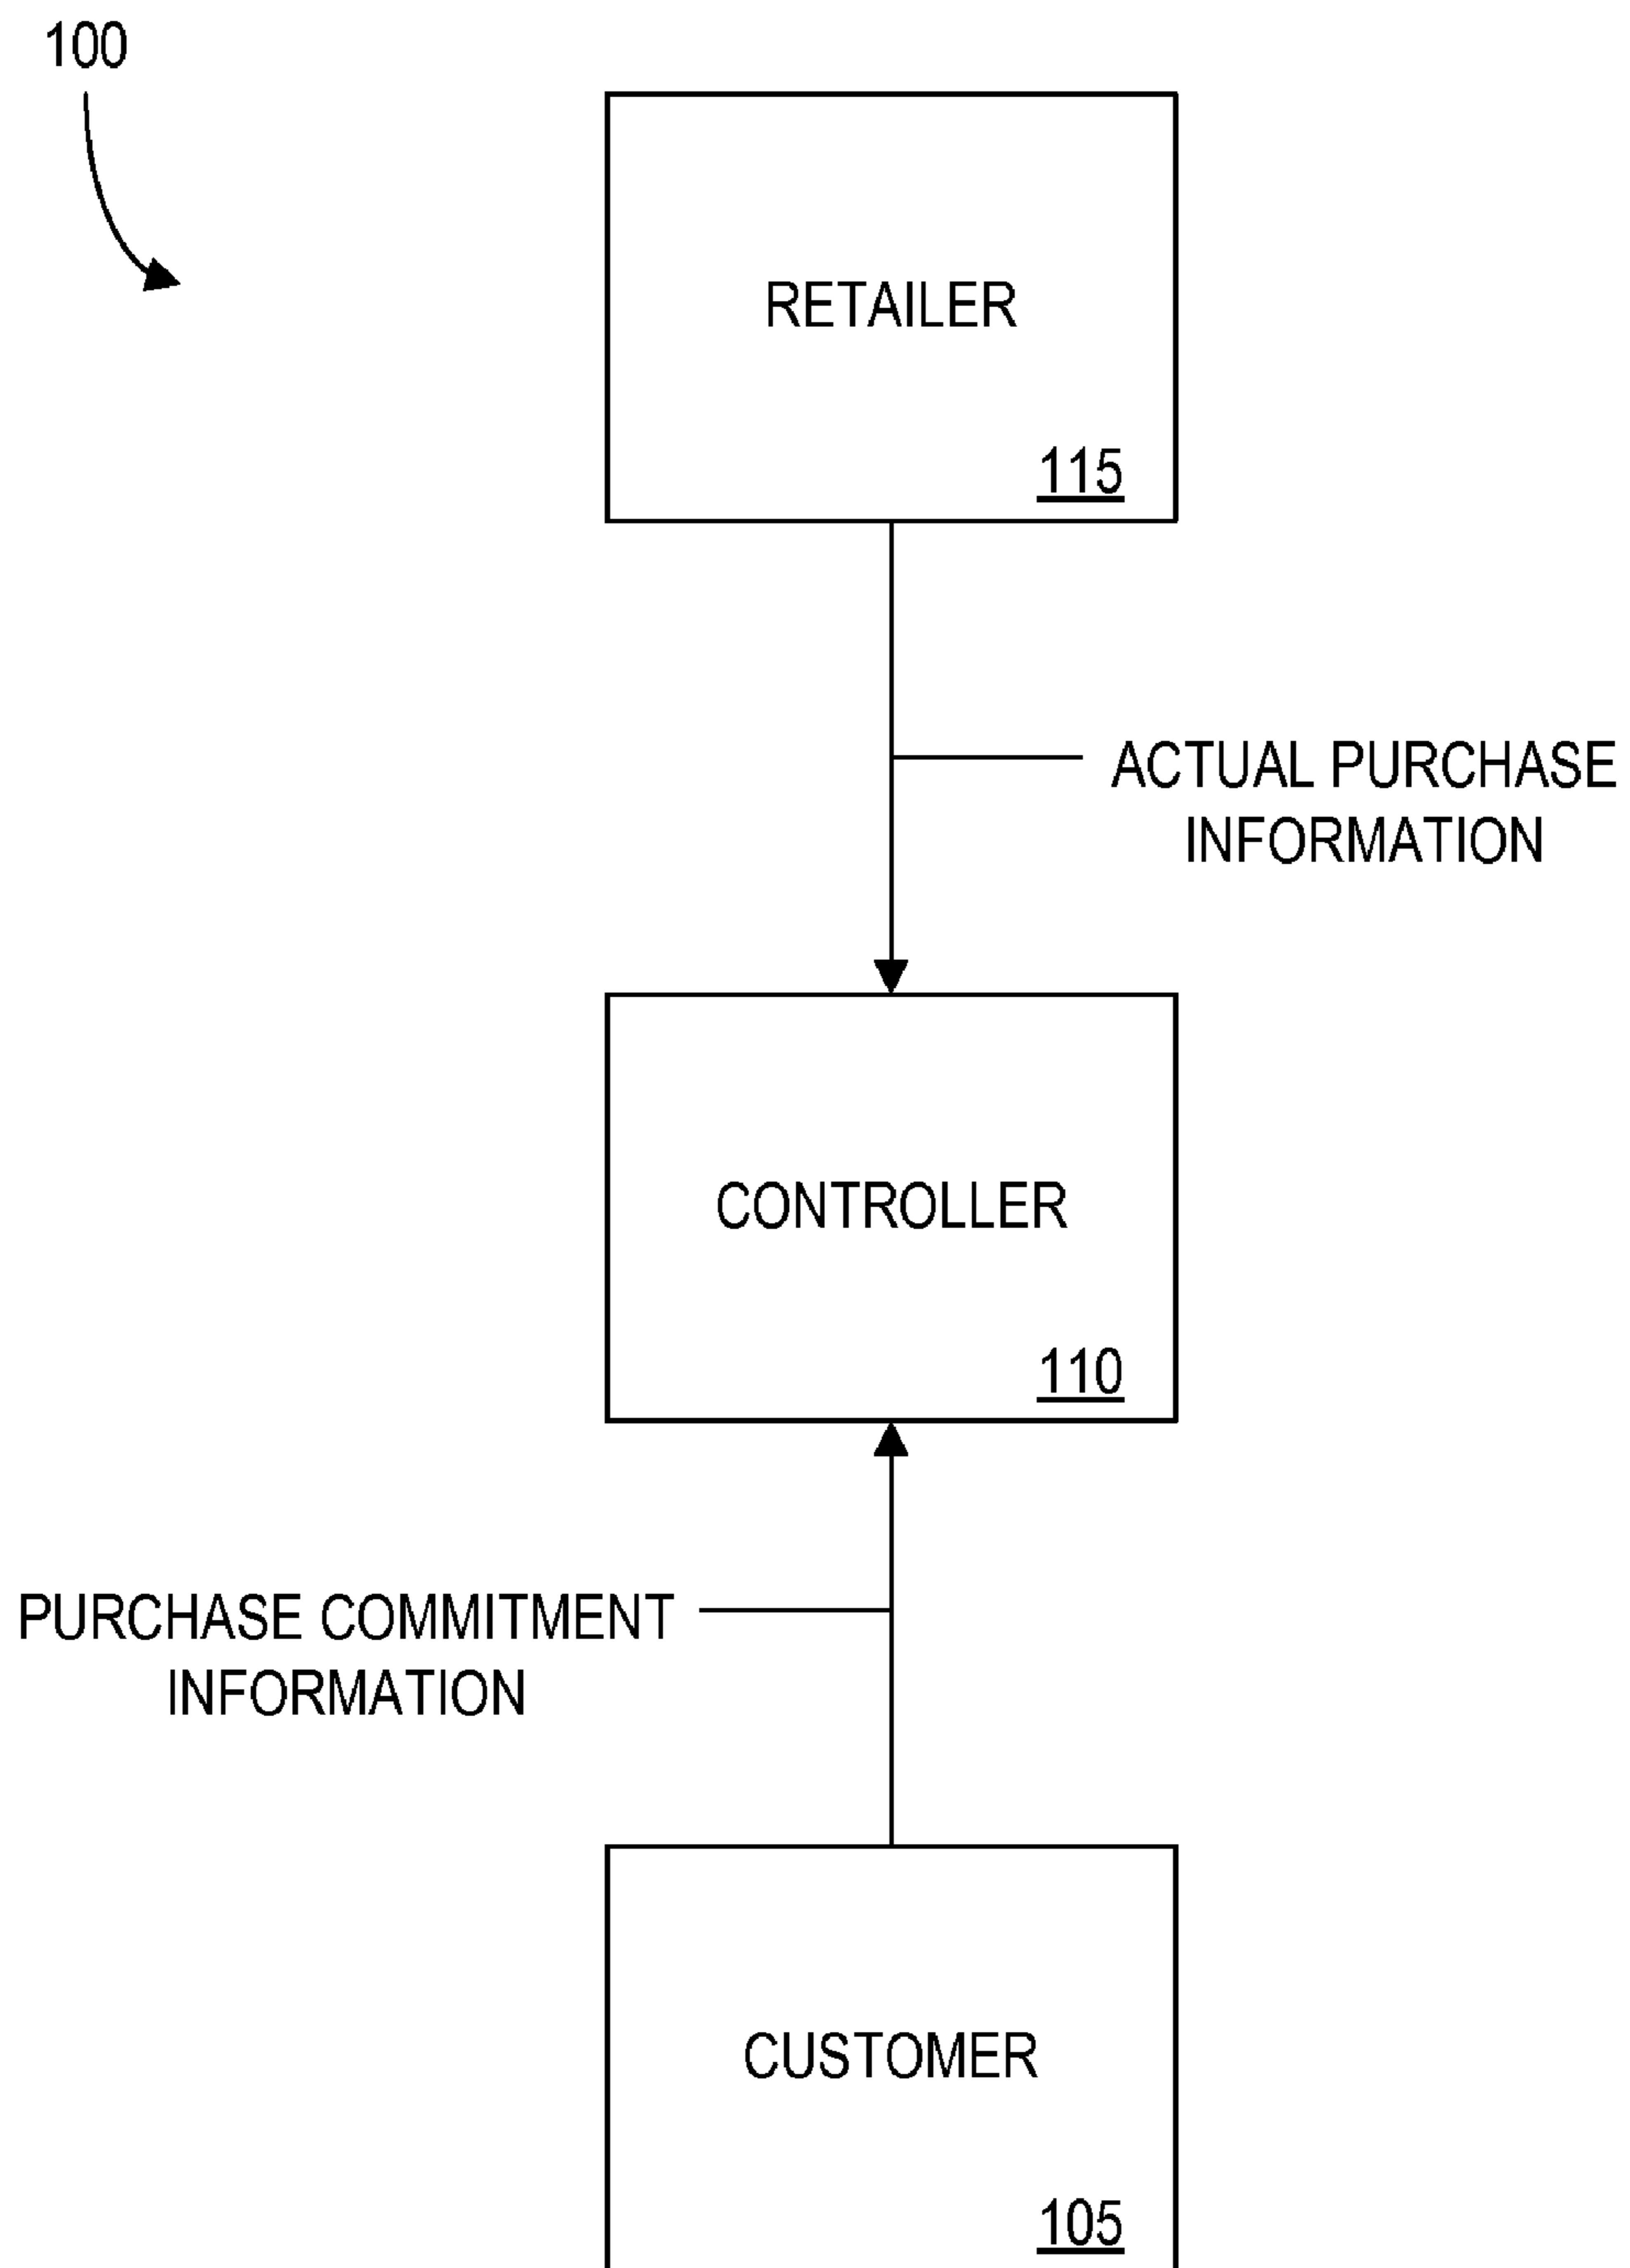 100
RETAILER
115
ACTUAL PURCHASE
INFORMATION
CONTROLLER
110
PURCHASE COMMITMENT
INFORMATION
CUSTOMER
105